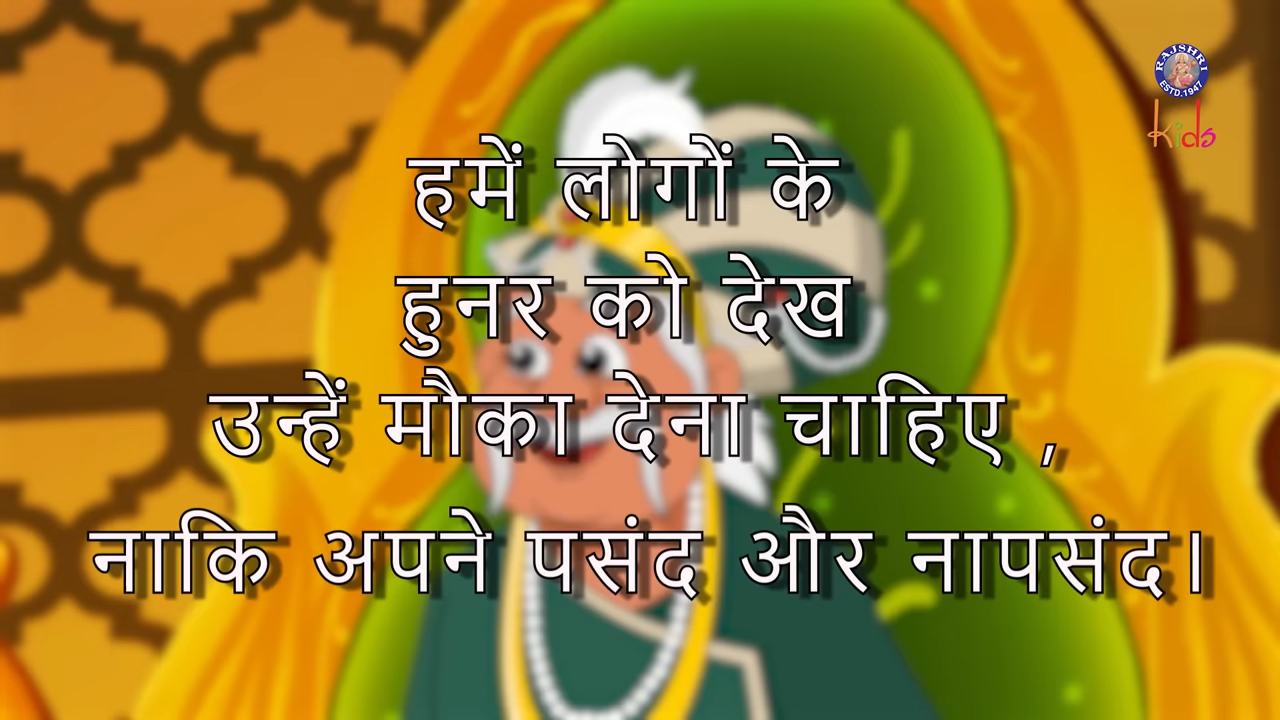 हमें लोगों के
हुनर को देख
उन्हें मौका देना चाहिए ,
नाकि अपने पसंद और नापसंद।
RAJSHRI
ESTD.1947
kids